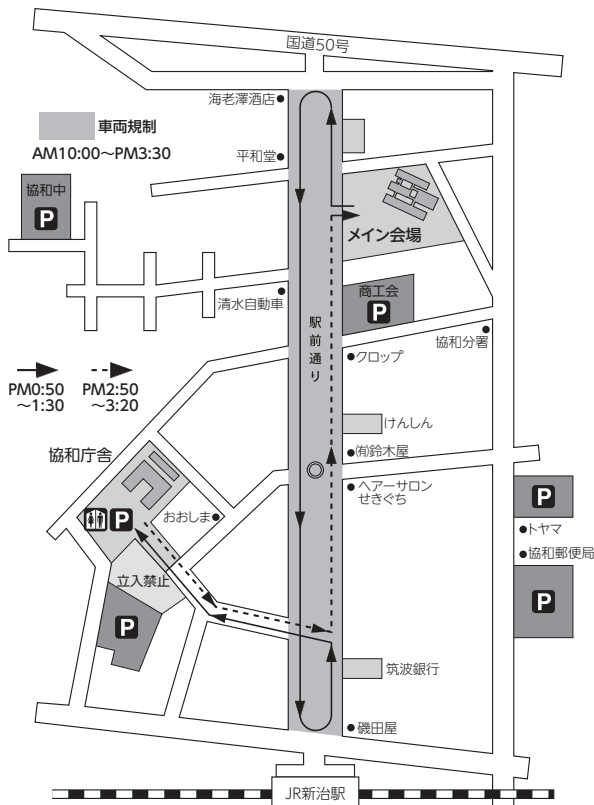 国道50号
海老澤酒店
車両規制
AM10:00～PM3:30
平和堂
協和中
P
メイン会場
清水自動車
商工会
P
駅前通り
協和分署
クロップ
PM0:50
～1:30
PM2:50
～3:20
けんしん
協和庁舎
㈲鈴木屋
ヘアーサロン
せきぐち
P
おおしま
P
トヤマ
協和郵便局
立入禁止
P
P
筑波銀行
磯田屋
JR新治駅